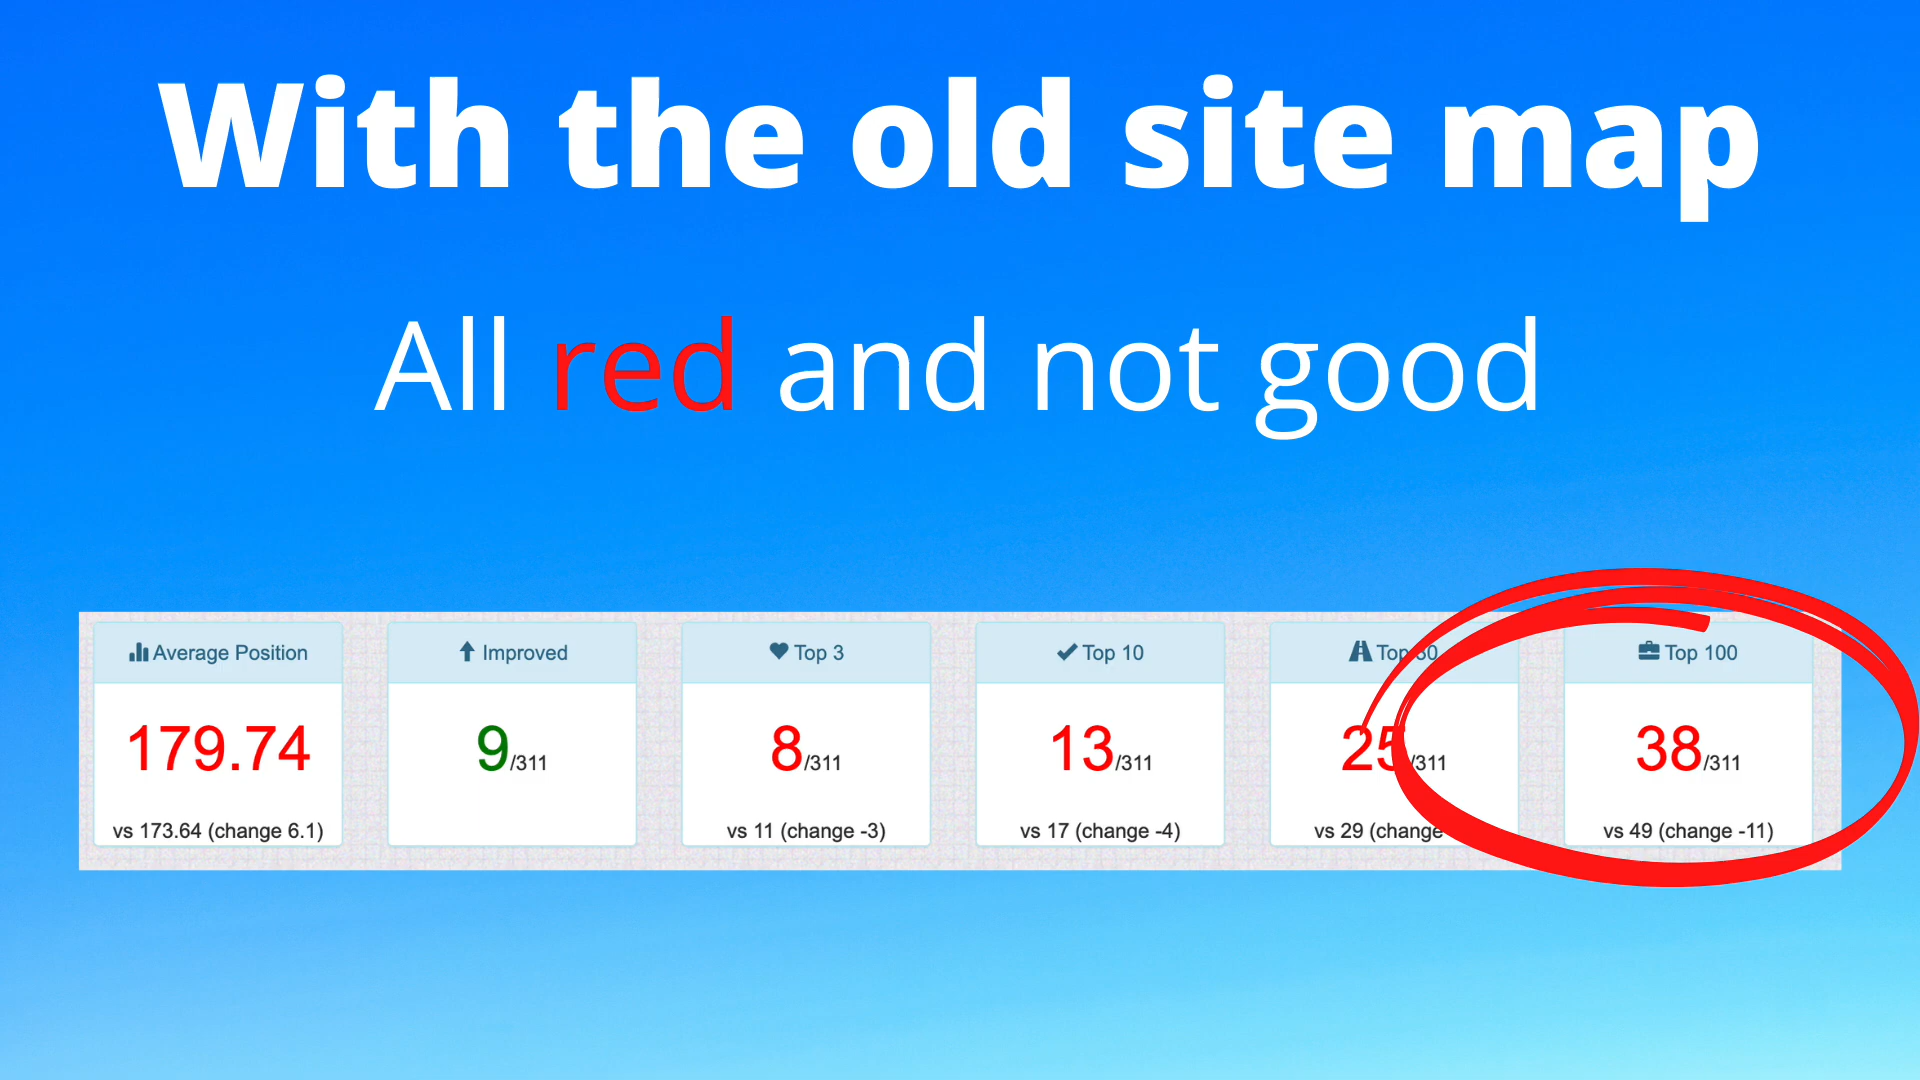 With the old site map
All red and not good
Average Position
179.74
vs 173.64 (change 6.1)
Improved
9/311
Top 3
8/311
vs 11 (change -3)
Top 10
13/311
vs 17 (change -4)
25/311
vs 29 (change
Top 100
38/311
vs 49 (change -11)